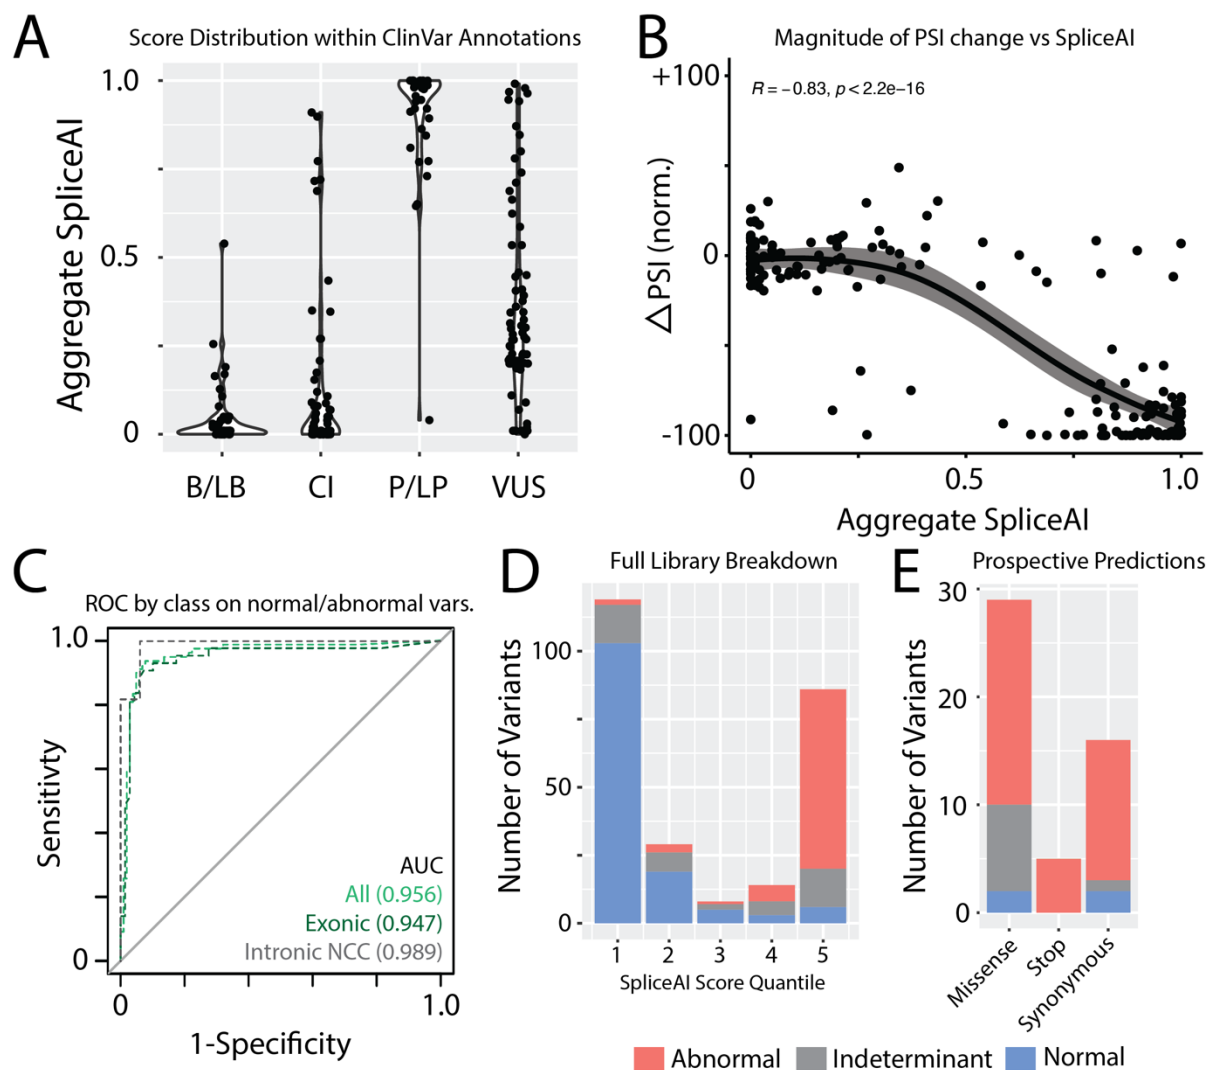 A
Score Distribution within ClinVar Annotations
Aggregate SpliceAI
1.0
0.5
0
B/LB CI P/LP VUS
B
Magnitude of PSI change vs SpliceAI
R = −0.83, p < 2.2e−16
△PSI (norm.)
+100
0
-100
0 0.5 1.0
Aggregate SpliceAI
C
ROC by class on normal/abnormal vars.
Sensitivty
1.0
0
AUC
All (0.956)
Exonic (0.947)
Intronic NCC (0.989)
0 1.0
1-Specificity
D
Full Library Breakdown
Number of Variants
100
50
0
1 2 3 4 5
SpliceAI Score Quantile
E
Prospective Predictions
Number of Variants
30
20
10
0
Missense Stop Synonymous
Abnormal Indeterminant Normal